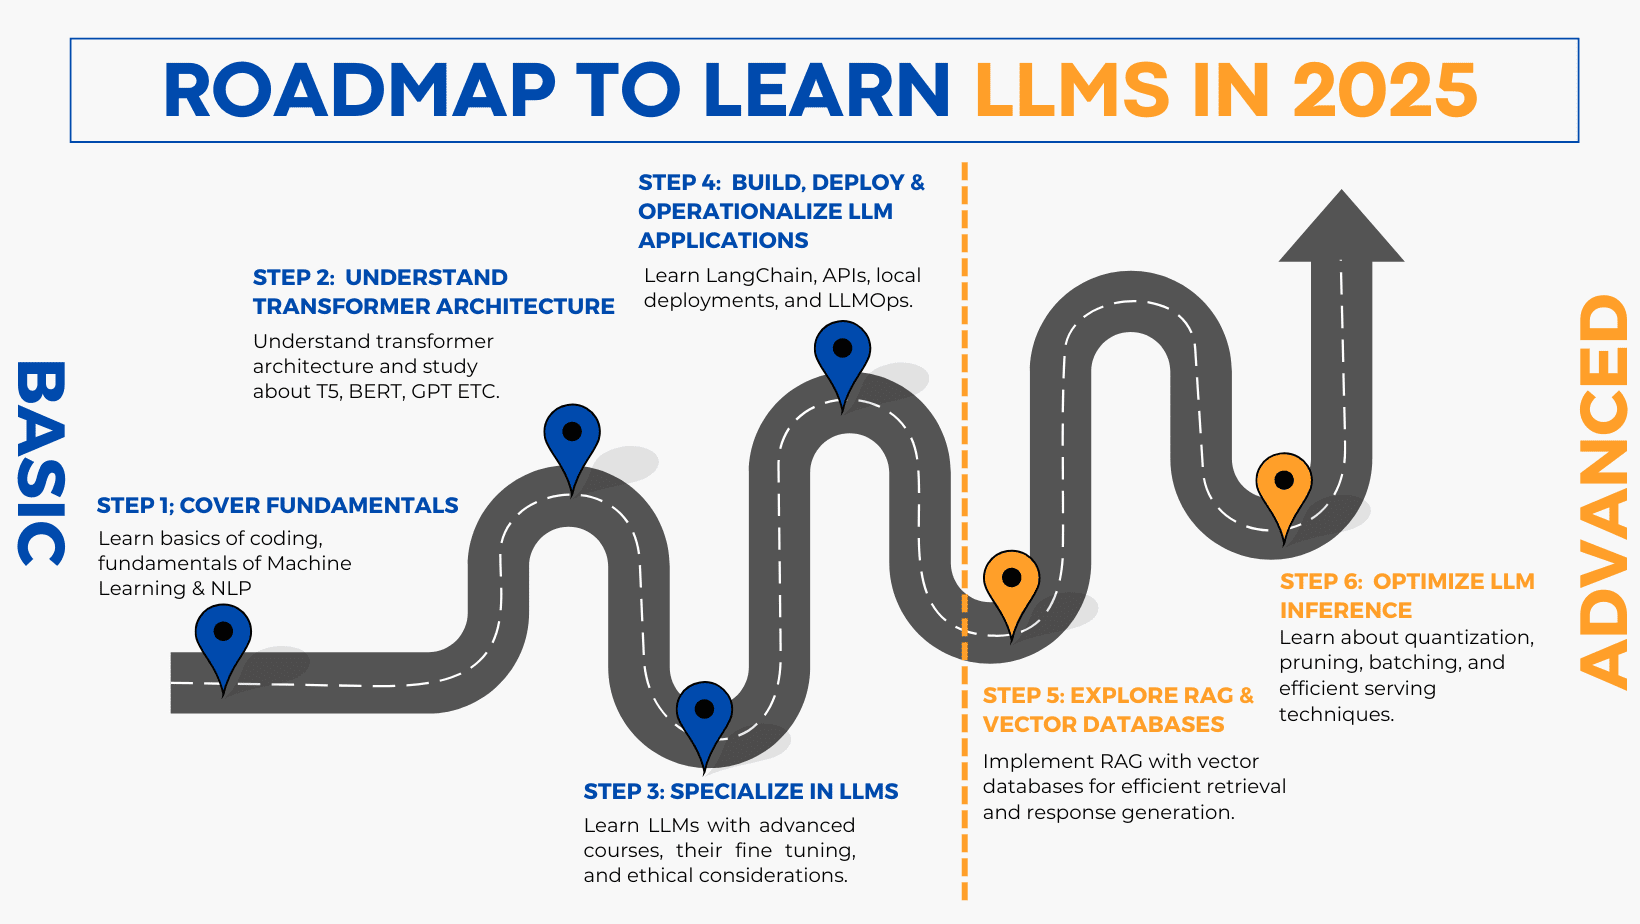 ROADMAP TO LEARN LLMS IN 2025
BASIC
STEP 1; COVER FUNDAMENTALS
Learn basics of coding,
fundamentals of Machine
Learning & NLP
STEP 2: UNDERSTAND
TRANSFORMER ARCHITECTURE
Understand transformer
architecture and study
about T5, BERT, GPT ETC.
STEP 3: SPECIALIZE IN LLMS
Learn LLMs with advanced
courses, their fine tuning,
and ethical considerations.
STEP 4: BUILD, DEPLOY &
OPERATIONALIZE LLM
APPLICATIONS
Learn LangChain, APIs, local
deployments, and LLMOps.
STEP 5: EXPLORE RAG &
VECTOR DATABASES
Implement RAG with vector
databases for efficient retrieval
and response generation.
STEP 6: OPTIMIZE LLM
INFERENCE
Learn about quantization,
pruning, batching, and
efficient serving
techniques.
ADVANCED